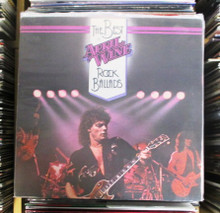 The Best
April Wine
Rock
Ballads